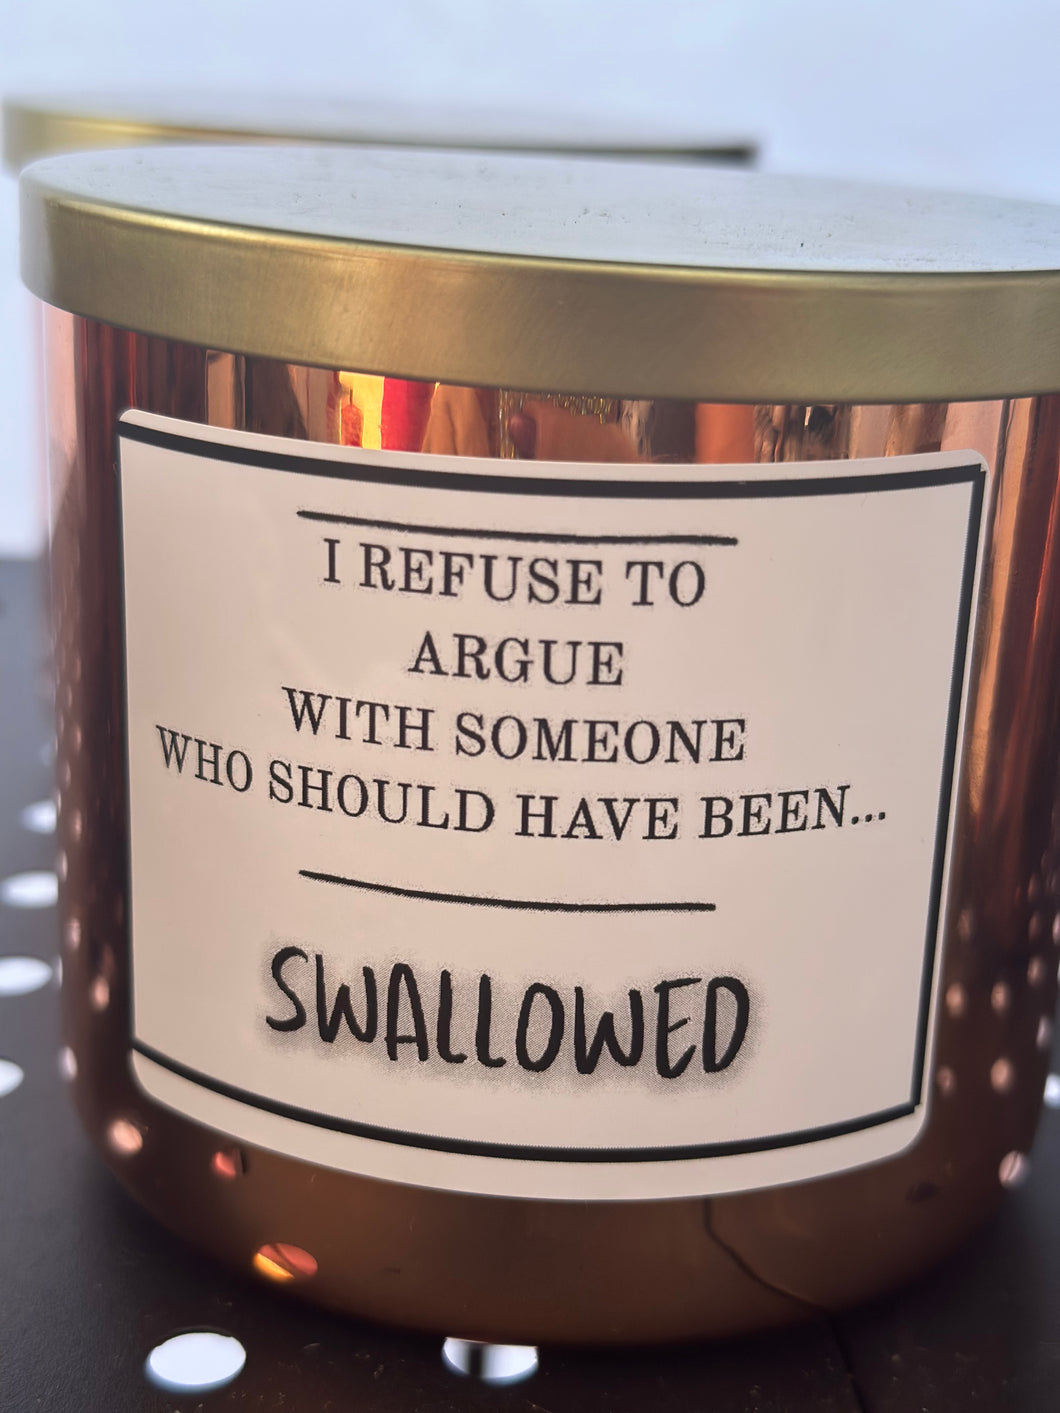 I REFUSE TO
ARGUE
WITH SOMEONE
WHO SHOULD HAVE BEEN...
SWALLOWED